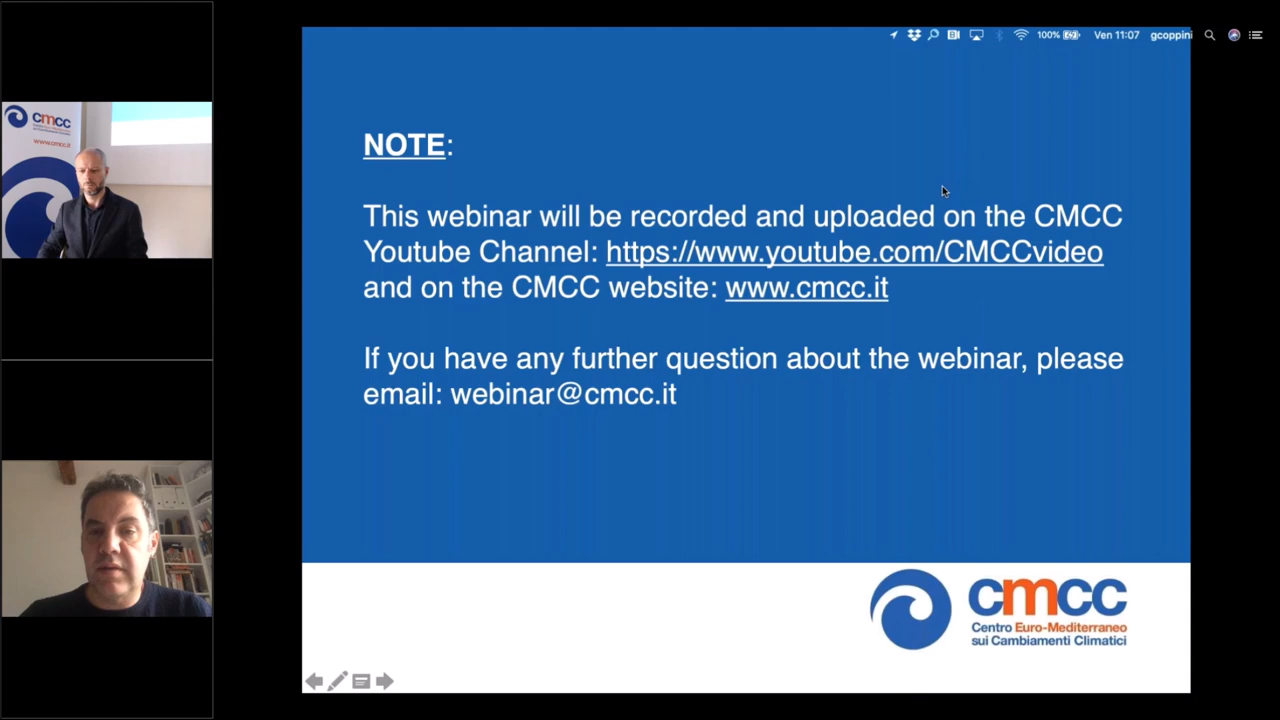 100%
Ven 11:07
gcoppini
cmcc
www.cmcc.it
NOTE:
This webinar will be recorded and uploaded on the CMCC
Youtube Channel: https://www.youtube.com/CMCCvideo
and on the CMCC website: www.cmcc.it
If you have any further question about the webinar, please
email: webinar@cmcc.it
cmcc
Centro Euro-Mediterraneo
sui Cambiamenti Climatici